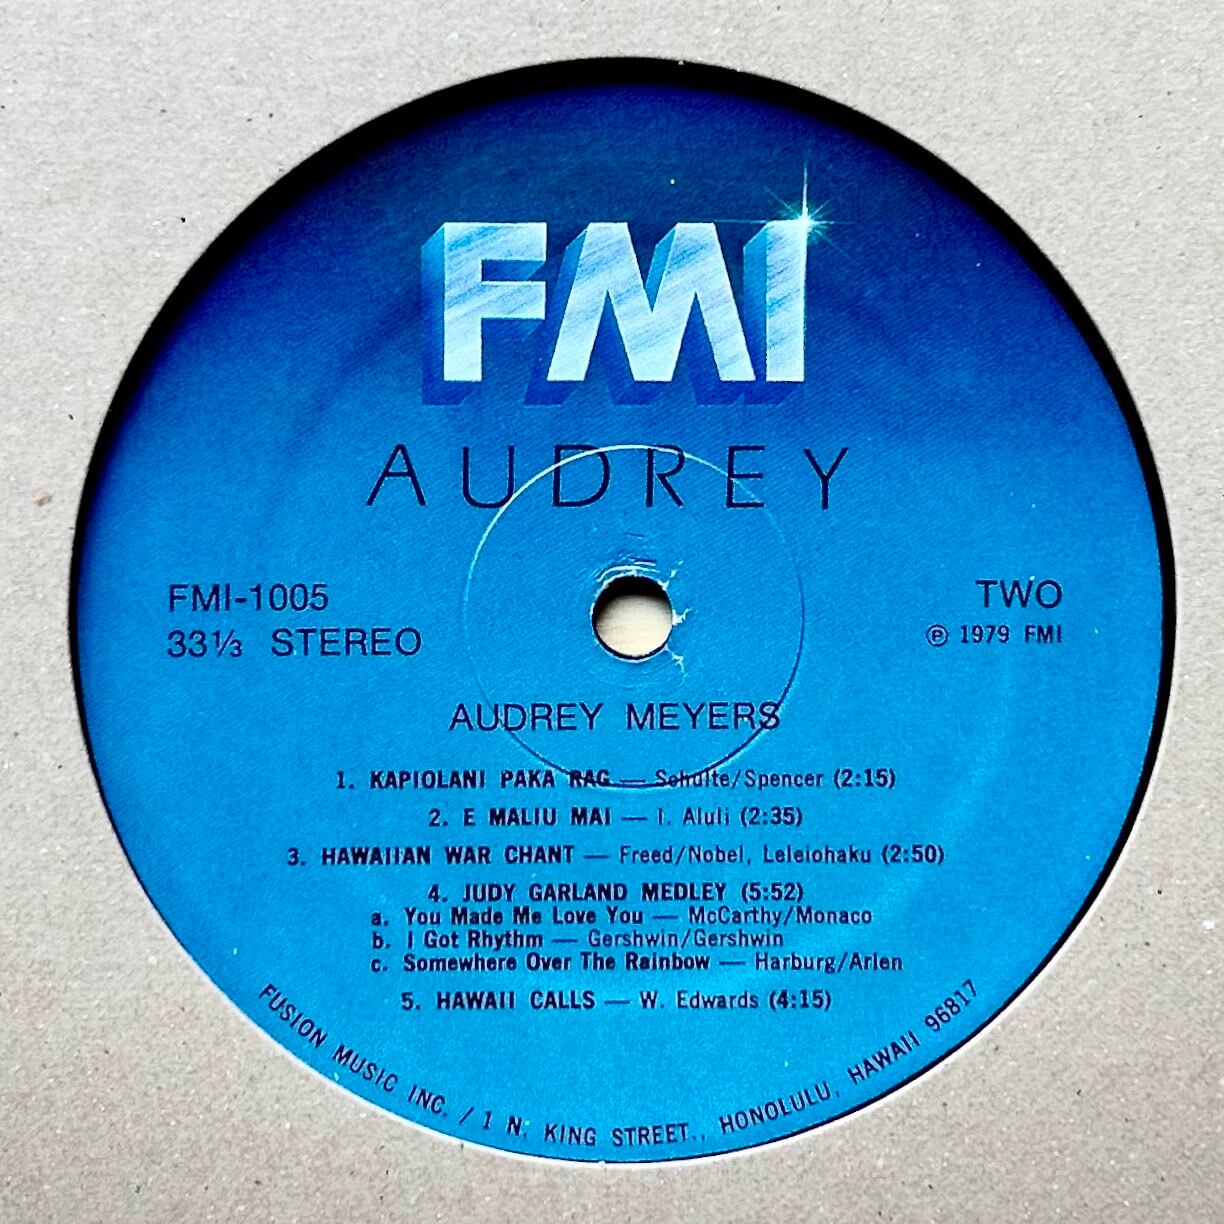 FMI
AUDREY
FMI-1005
33⅓ STEREO
TWO
℗ 1979 FMI
AUDREY MEYERS
1. KAPIOLANI PAKA RAG — Schulte/Spencer (2:15)
2. E MALIU MAI — I. Aluli (2:35)
3. HAWAIIAN WAR CHANT — Freed/Nobel, Leleiohaku (2:50)
4. JUDY GARLAND MEDLEY (5:52)
a. You Made Me Love You — McCarthy/Monaco
b. I Got Rhythm — Gershwin/Gershwin
c. Somewhere Over The Rainbow — Harburg/Arlen
5. HAWAII CALLS — W. Edwards (4:15)
FUSION MUSIC INC. / 1 N. KING STREET., HONOLULU, HAWAII 96817